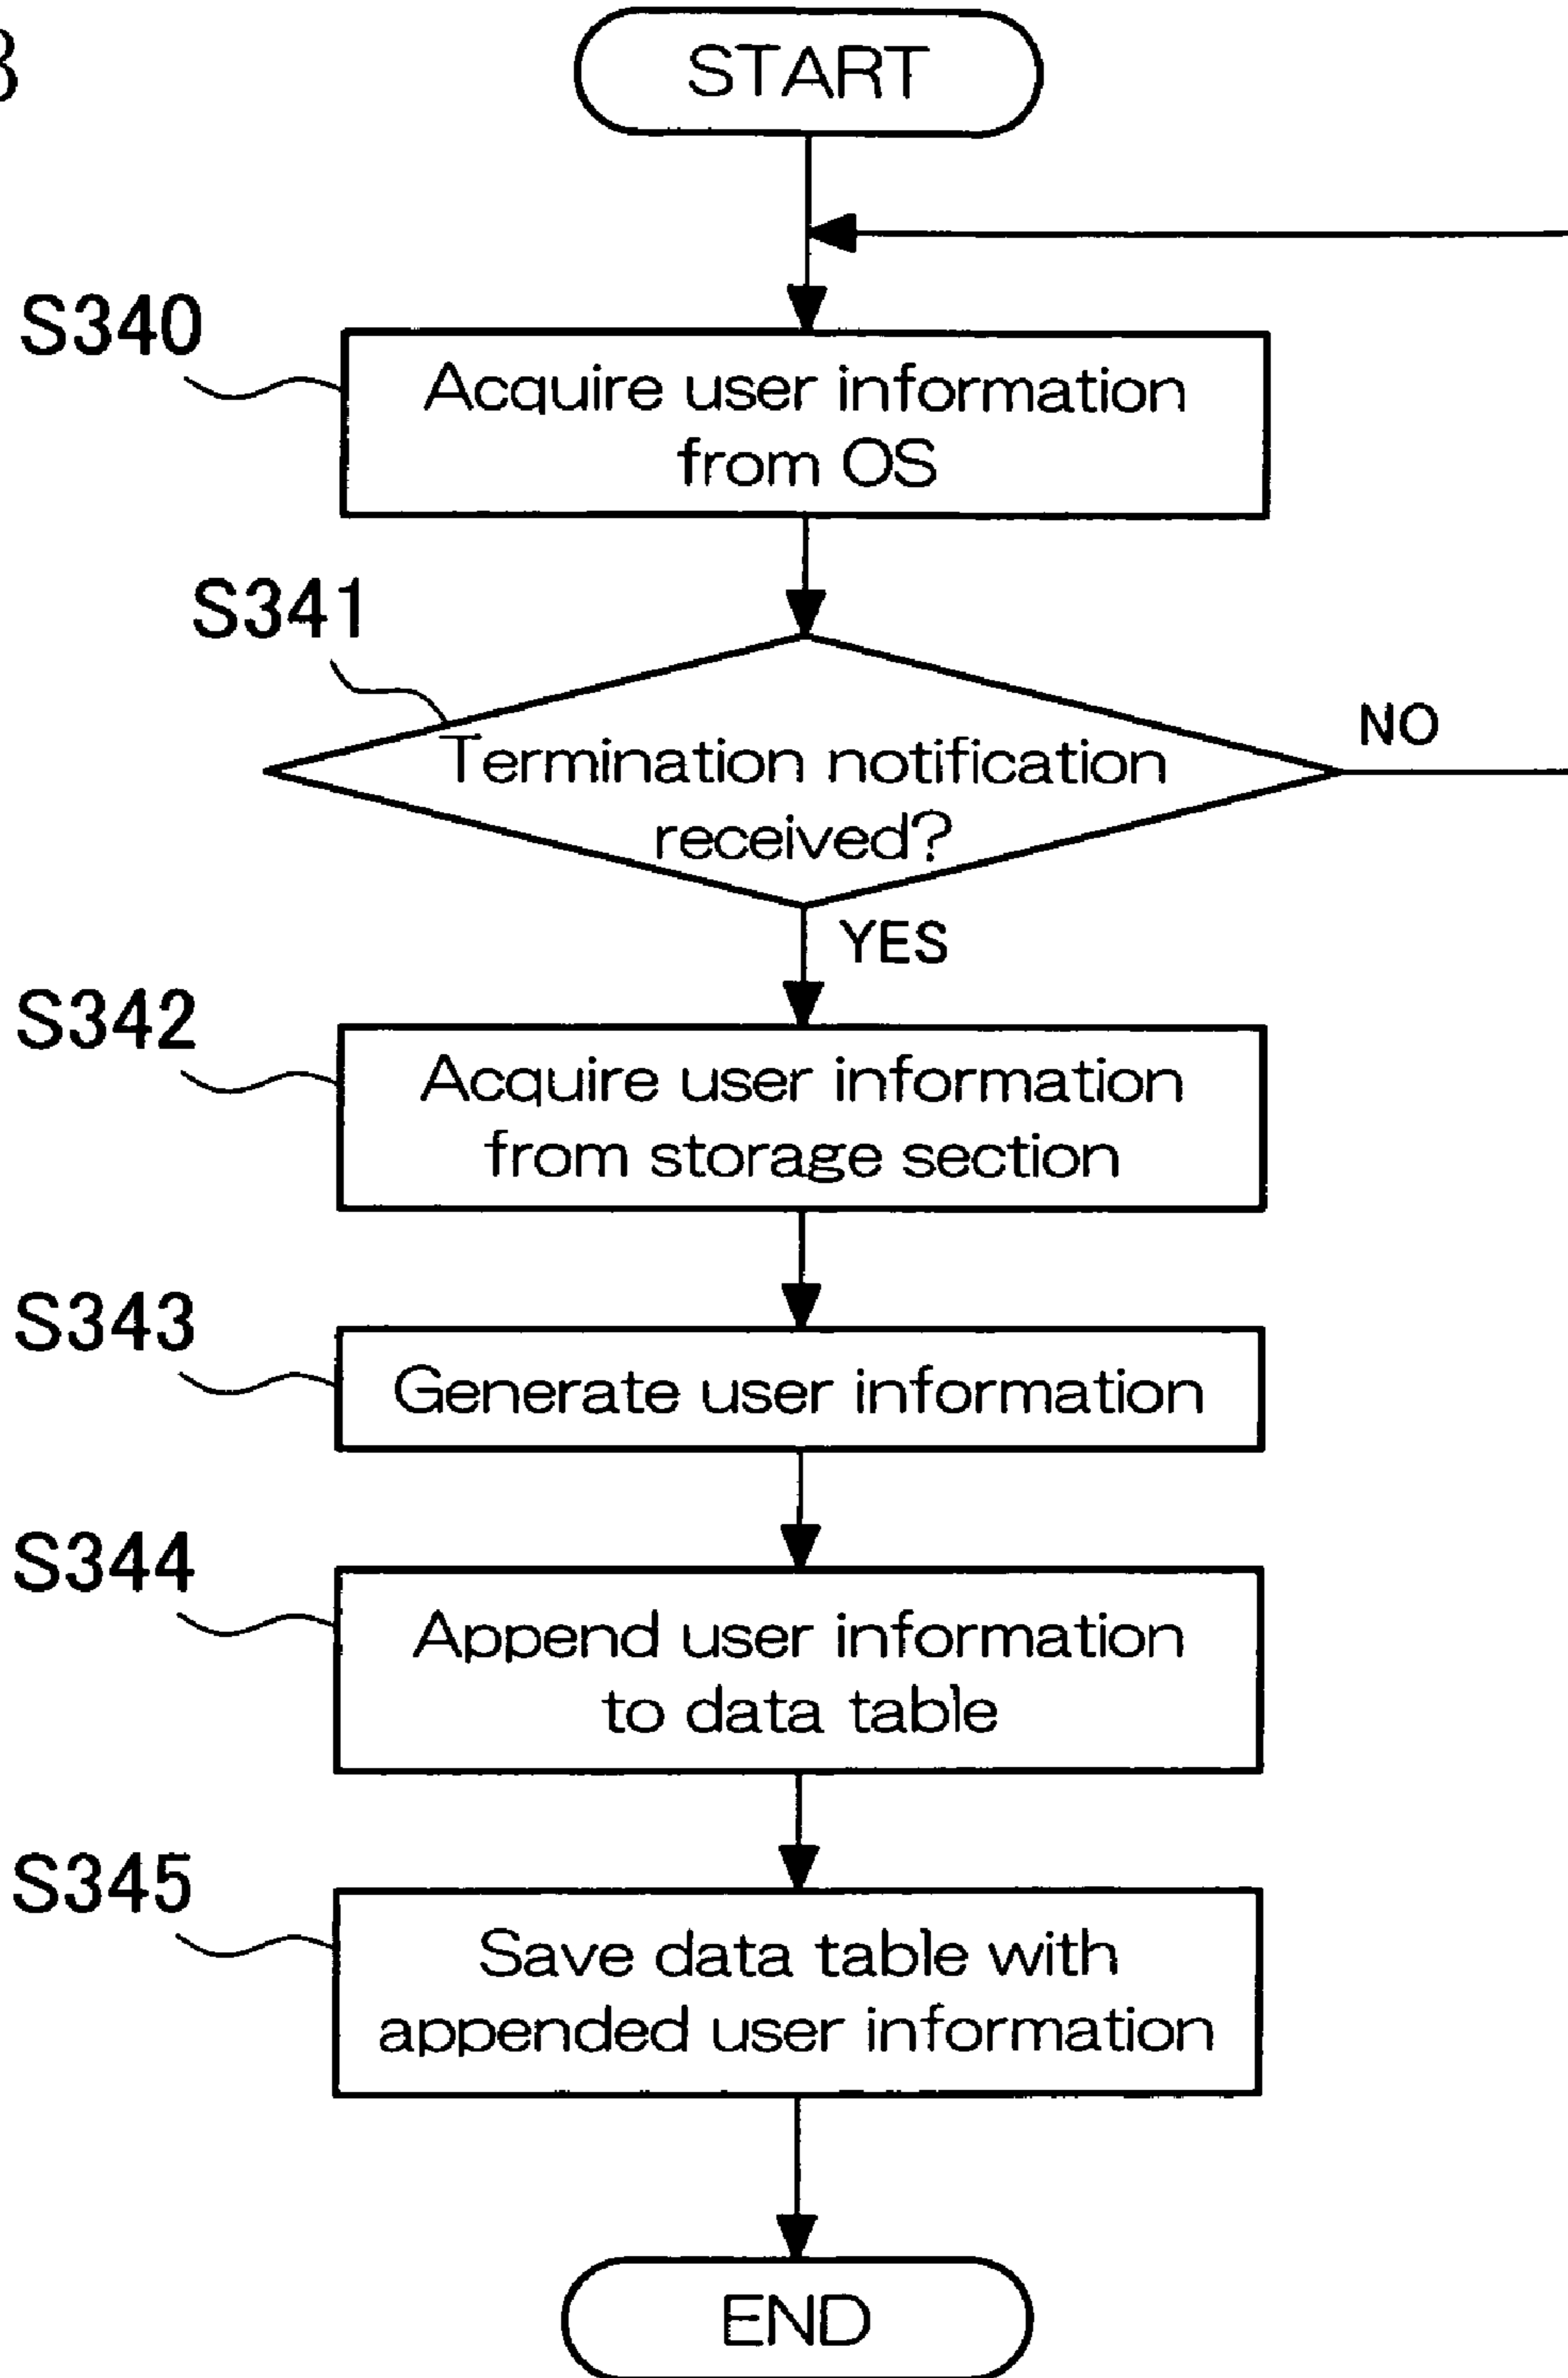 START
S340
Acquire user information
from OS
S341
Termination notification
received?
NO
YES
S342
Acquire user information
from storage section
S343
Generate user information
S344
Append user information
to data table
S345
Save data table with
appended user information
END